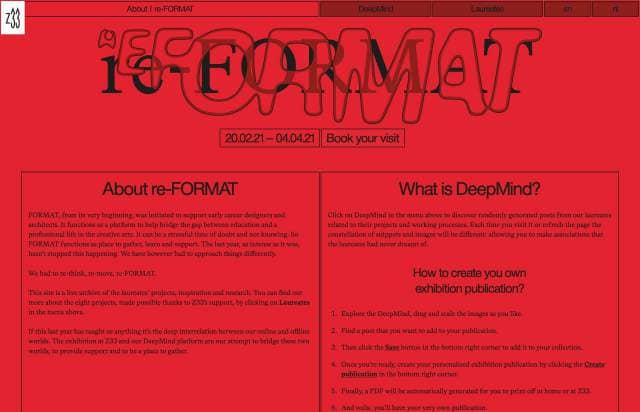 z33
About / re-FORMAT
DeepMind
Laureates
en
nl
re-FORMAT
20.02.21 – 04.04.21
Book your visit
About re-FORMAT
FORMAT, from its very beginning, was initiated to support early career designers and
architects. It functions as a platform to help bridge the gap between education and a
professional life in the creative arts. It can be a stressful time of doubt and not knowing. So
FORMAT functions as place to gather, learn and support. The last year, as intense as it was,
hasn't stopped this happening. We have however had to approach things differently.
We had to re-think, re-move, re-FORMAT.
This site is a live archive of the laureates' projects, inspiration and research. You can find out
more about the eight projects, made possible thanks to Z33's support, by clicking on Laureates
in the menu above.
If this last year has taught us anything it's the deep interrelation between our online and offline
worlds. The exhibition at Z33 and our DeepMind platform are our attempt to bridge these two
worlds, to provide support and to be a place to gather.
What is DeepMind?
Click on DeepMind in the menu above to discover randomly generated posts from our laureates
related to their projects and working processes. Each time you visit it or refresh the page the
constellation of snippets and images will be different: allowing you to make associations that
the laureates had never dreamt of.
How to create you own
exhibition publication?
1. Explore the DeepMind, drag and scale the images as you like.
2. Find a post that you want to add to your publication.
3. Then click the Save button in the bottom right corner to add it to your collection.
4. Once you're ready, create your personalised exhibition publication by clicking the Create
publication in the bottom right corner.
5. Finally, a PDF will be automatically generated for you to print off at home or at Z33.
6. And voila, you'll have your very own publication.